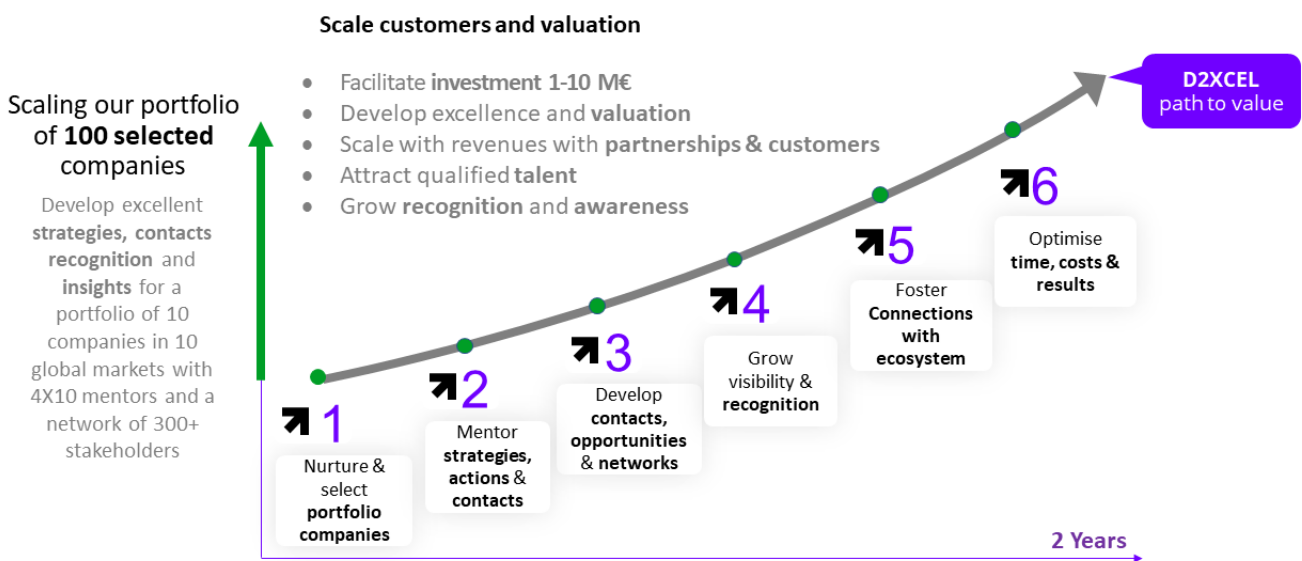 Scale customers and valuation
● Facilitate investment 1-10 M€
● Develop excellence and valuation
● Scale with revenues with partnerships & customers
● Attract qualified talent
● Grow recognition and awareness
D2XCEL
path to value
Scaling our portfolio
of 100 selected
companies
Develop excellent
strategies, contacts
recognition and
insights for a
portfolio of 10
companies in 10
global markets with
4X10 mentors and a
network of 300+
stakeholders
1
Nurture &
select
portfolio
companies
2
Mentor
strategies,
actions &
contacts
3
Develop
contacts,
opportunities
& networks
4
Grow
visibility &
recognition
5
Foster
Connections
with
ecosystem
6
Optimise
time, costs &
results
2 Years